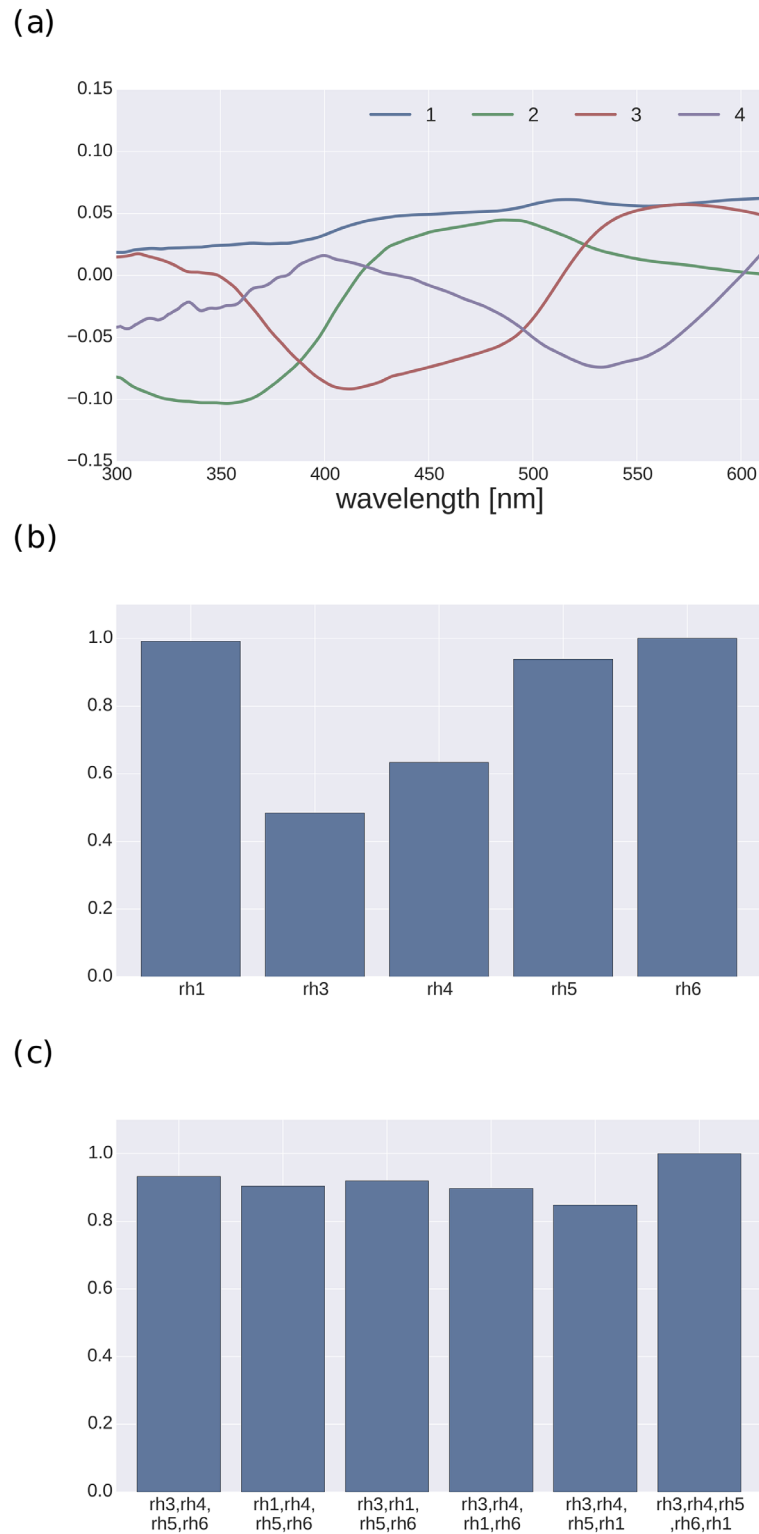 (a)
0.15
0.10
0.05
0.00
−0.05
−0.10
−0.15
1 2 3 4
300 350 400 450 500 550 600
wavelength [nm]
(b)
1.0
0.8
0.6
0.4
0.2
0.0
rh1 rh3 rh4 rh5 rh6
(c)
1.0
0.8
0.6
0.4
0.2
0.0
rh3,rh4, rh1,rh4, rh3,rh1, rh3,rh4, rh3,rh4, rh3,rh4,rh5
rh5,rh6 rh5,rh6 rh5,rh6 rh1,rh6 rh5,rh1 ,rh6,rh1